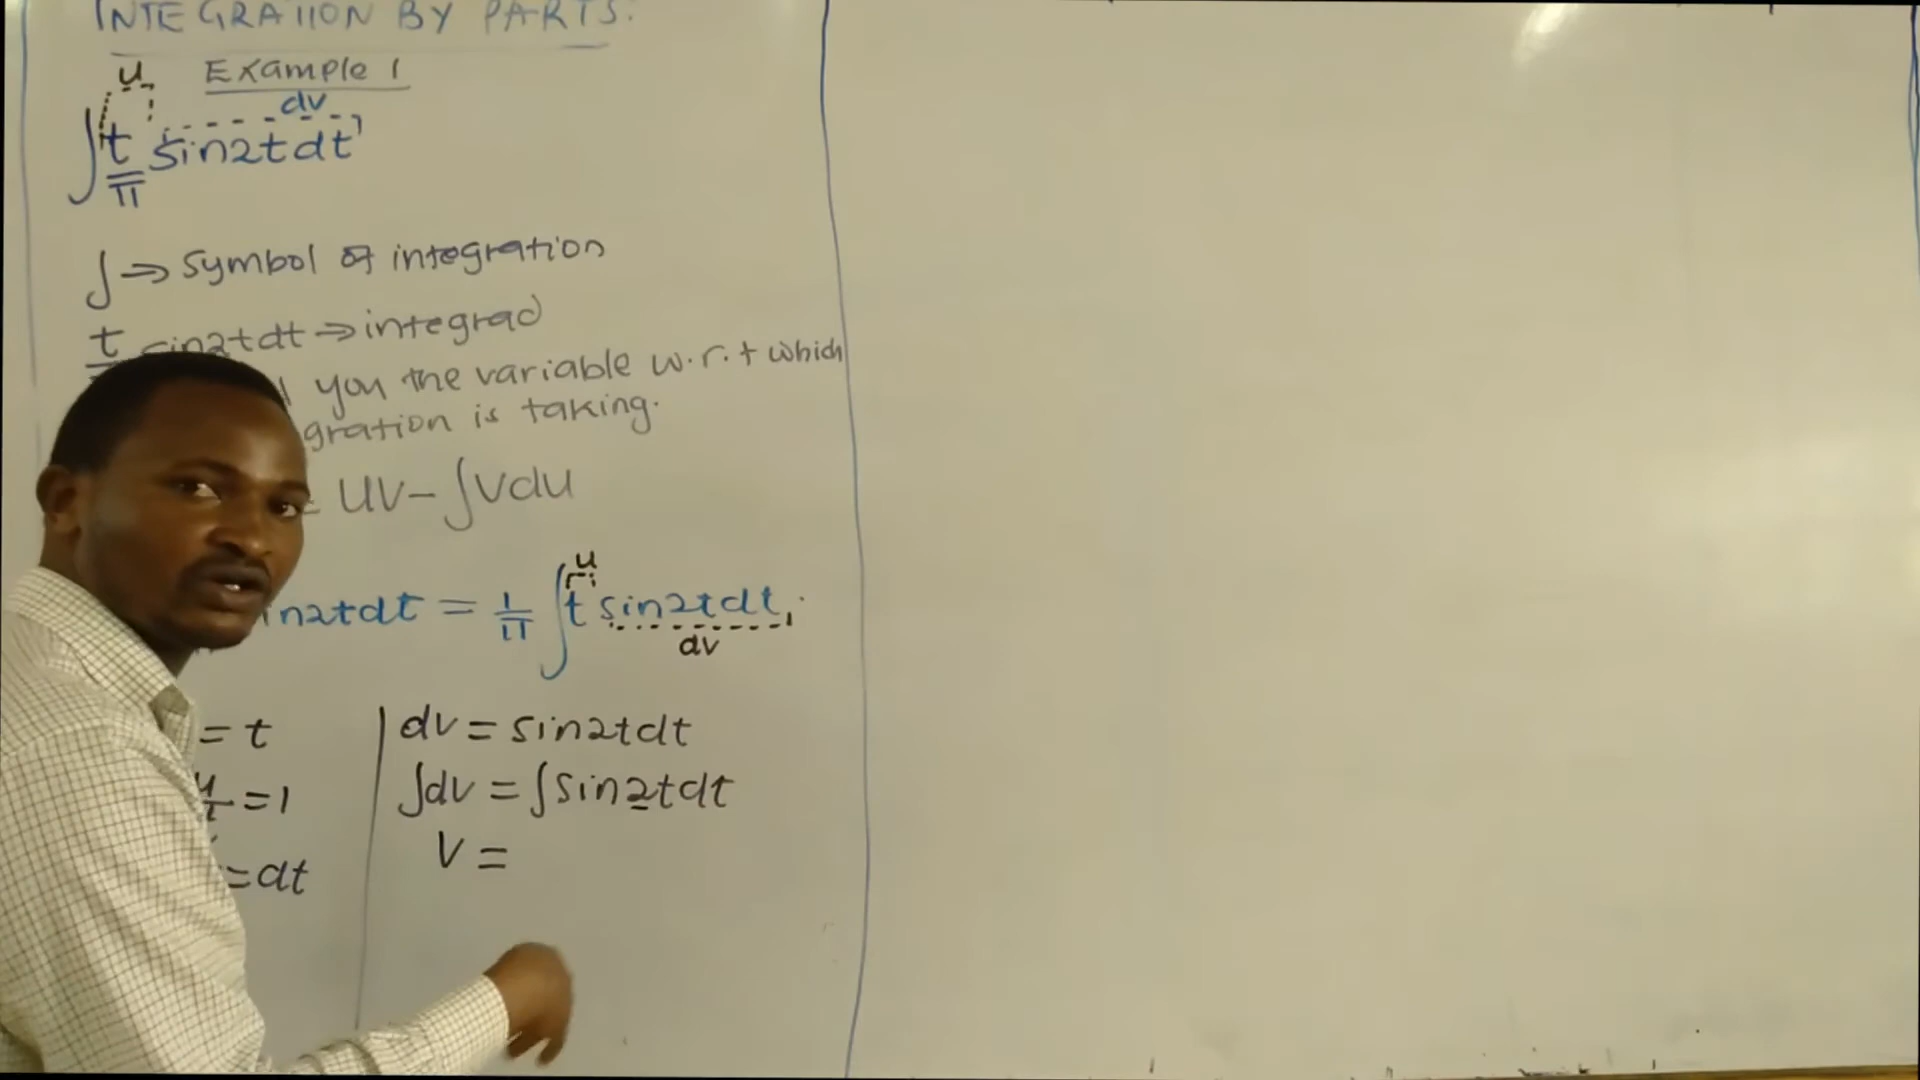 INTEGRATION BY PARTS.
Example 1
u
dv
∫ t/π sin2tdt
∫ → Symbol of integration
t sin2tdt ⇒ integrad
you the variable w.r.t which
gration is taking.
= uv - ∫vdu
u
in2tdt = 1/π ∫ t sin2tdt.
dv
= t
dv = sin2tdt
=1
∫dv = ∫sin2tdt
=dt
V =